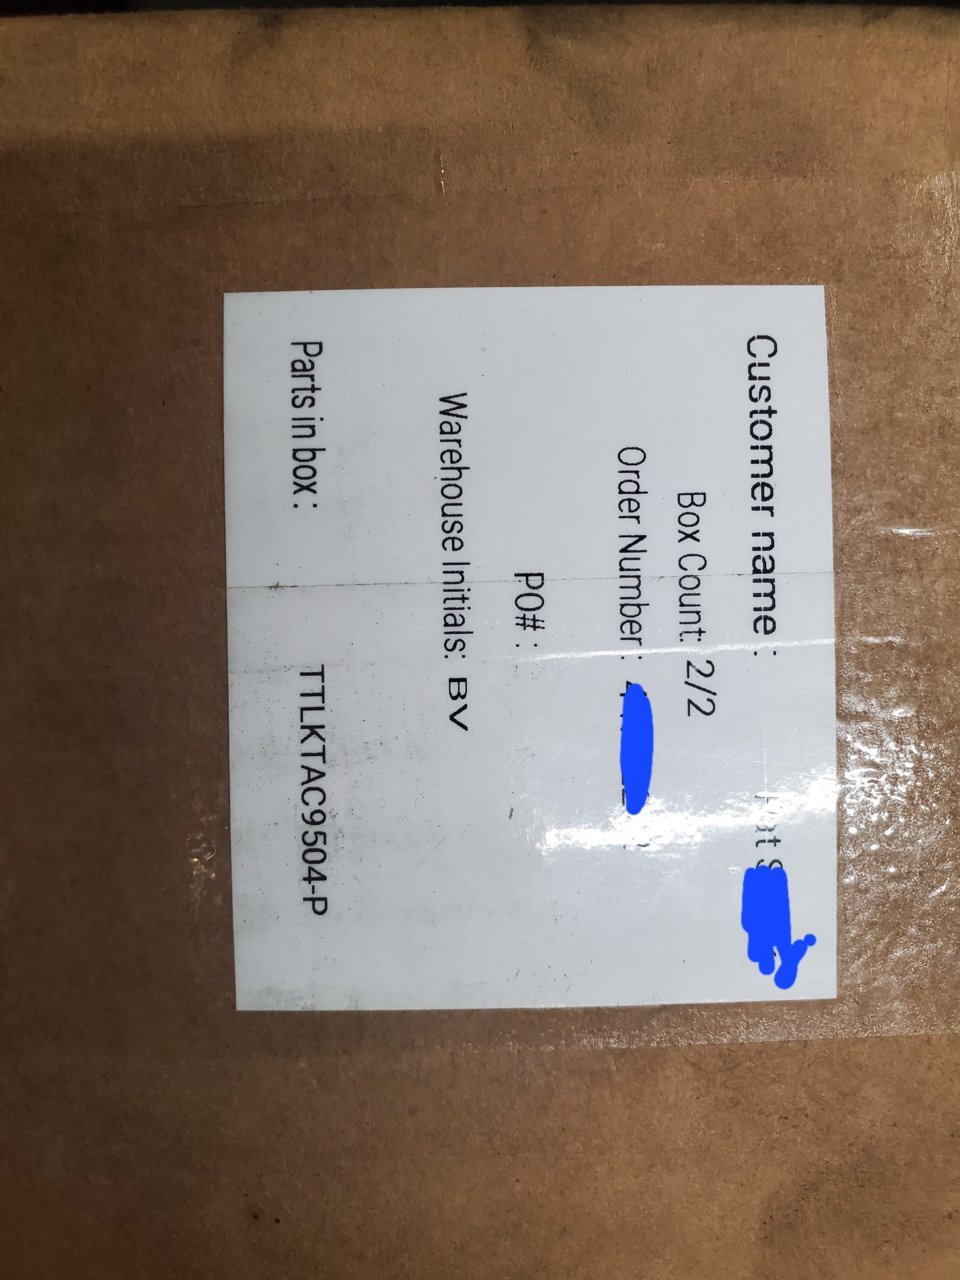 Customer name :
Box Count: 2/2
Order Number :
PO# :
Warehouse Initials: BV
Parts in box : TTLKTAC9504-P